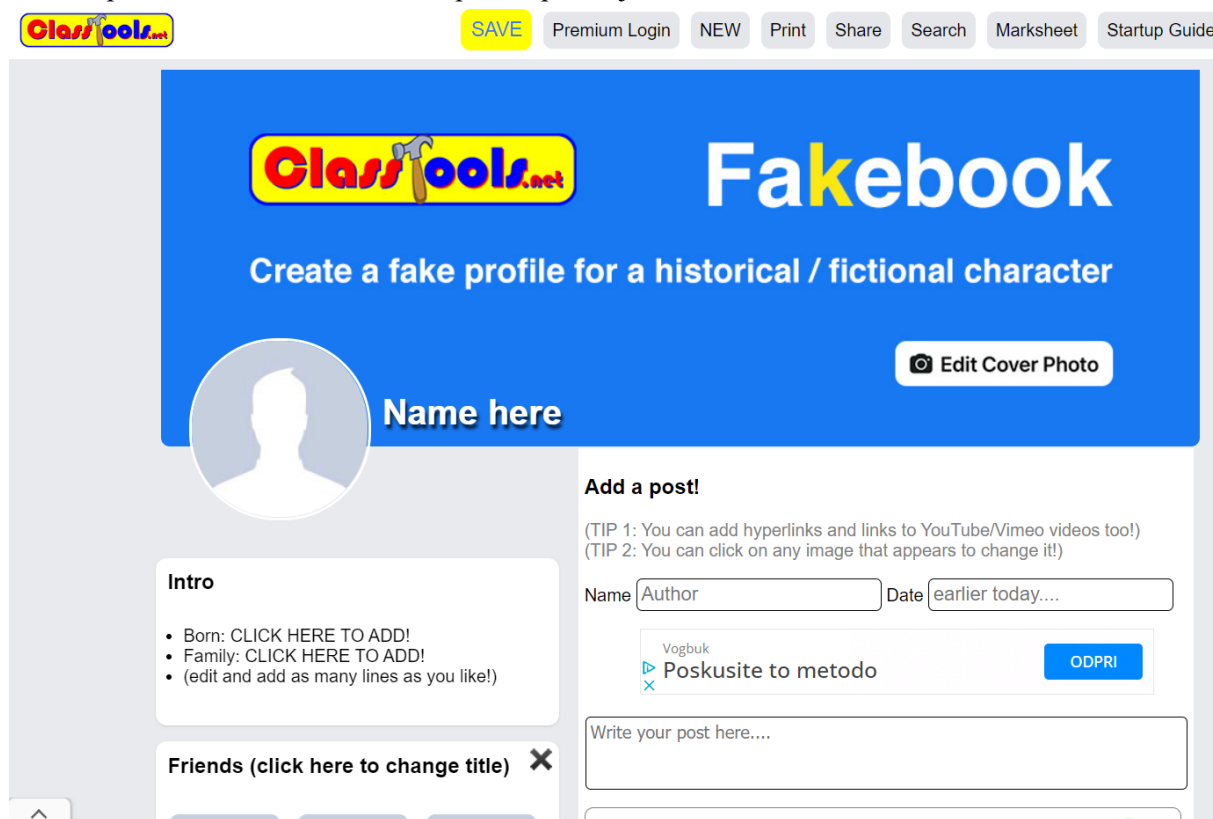 ClassTools.net
SAVE
Premium Login
NEW
Print
Share
Search
Marksheet
Startup Guide
ClassTools.net
Fakebook
Create a fake profile for a historical / fictional character
Edit Cover Photo
Name here
Intro
• Born: CLICK HERE TO ADD!
• Family: CLICK HERE TO ADD!
• (edit and add as many lines as you like!)
Friends (click here to change title)
Add a post!
(TIP 1: You can add hyperlinks and links to YouTube/Vimeo videos too!)
(TIP 2: You can click on any image that appears to change it!)
Name Author Date earlier today....
Vogbuk
Poskusite to metodo
ODPRI
Write your post here....